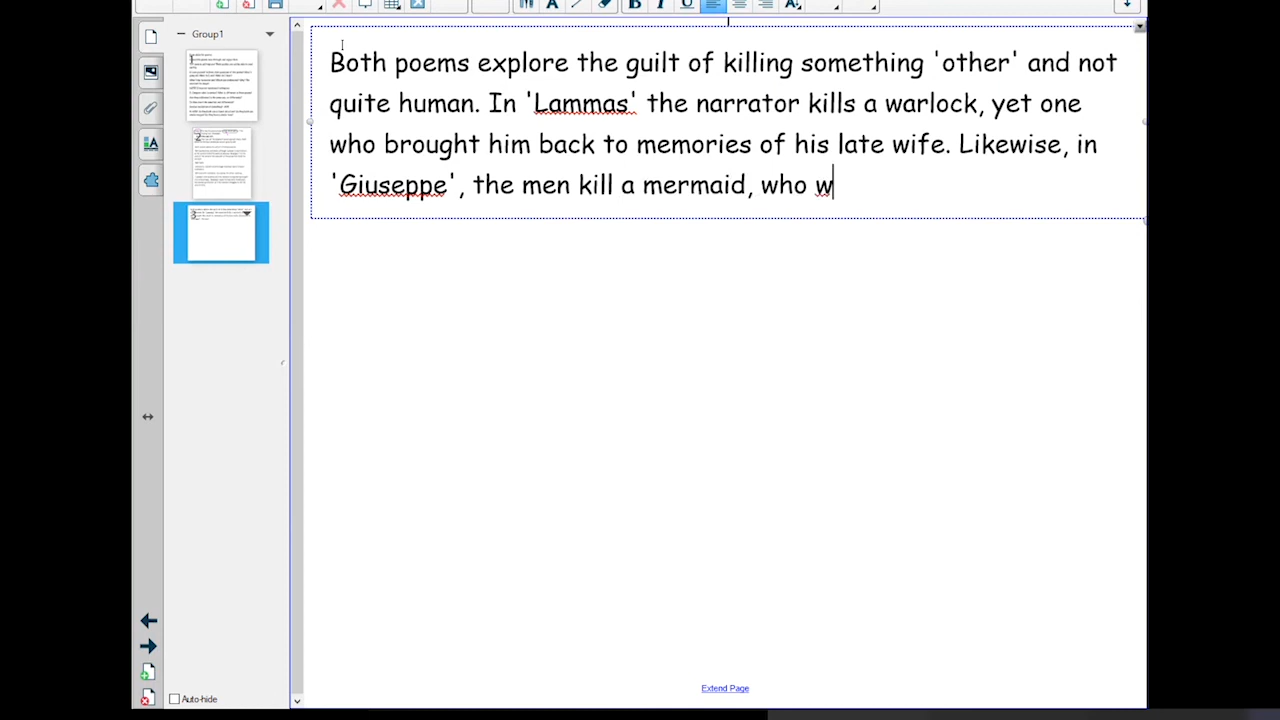 Group1
Both poems explore the guilt of killing something 'other' and not
quite human. In 'Lammas' the narrator kills a warlock, yet one
who brought him back to memories of his late wife. Likewise, in
'Giuseppe', the men kill a mermaid, who w
Extend Page
Auto-hide